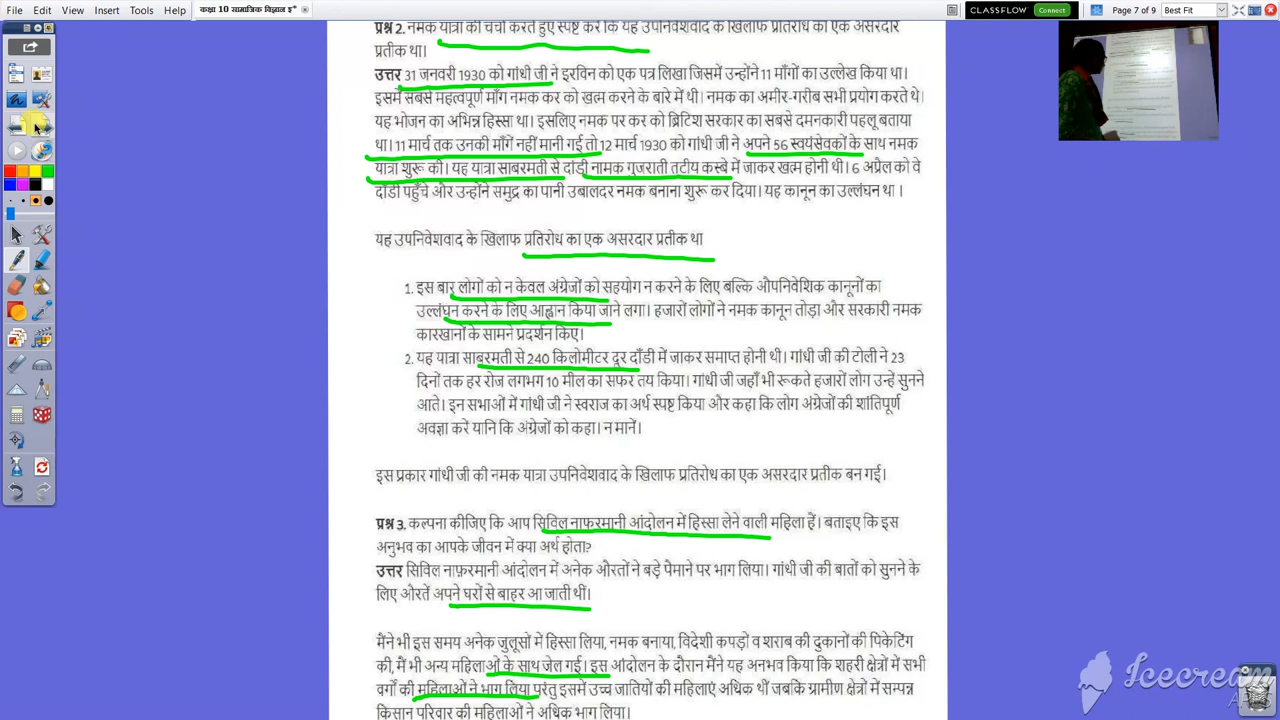 File Edit View Insert Tools Help कक्षा 10 सामाजिक विज्ञान इ* CLASSFLOW Connect Page 7 of 9 Best Fit
प्रश्न 2. नमक यात्रा की चर्चा करते हुए स्पष्ट करें कि यह उपनिवेशवाद के खिलाफ प्रतिरोध का एक असरदार
प्रतीक था।
उत्तर 31 जनवरी 1930 को गांधी जी ने इरविन को एक पत्र लिखा जिसमें उन्होंने 11 माँगों का उल्लेख किया था।
इसमें सबसे महत्वपूर्ण माँग नमक कर को खत्म करने के बारे में थी। नमक का अमीर-गरीब सभी प्रयोग करते थे।
यह भोजन का अभिन्न हिस्सा था। इसलिए नमक पर कर को ब्रिटिश सरकार का सबसे दमनकारी पहलू बताया
था। 11 मार्च तक उनकी माँगें नहीं मानी गई तो 12 मार्च 1930 को गांधी जी ने अपने 56 स्वयंसेवकों के साथ नमक
यात्रा शुरू की। यह यात्रा साबरमती से दांडी नामक गुजराती तटीय कस्बे में जाकर खत्म होनी थी। 6 अप्रैल को वे
दाँडी पहुँचे और उन्होंने समुद्र का पानी उबालदर नमक बनाना शुरू कर दिया। यह कानून का उल्लंघन था ।
यह उपनिवेशवाद के खिलाफ प्रतिरोध का एक असरदार प्रतीक था
1. इस बार लोगों को न केवल अंग्रेजों को सहयोग न करने के लिए बल्कि औपनिवेशिक कानूनों का
उल्लंघन करने के लिए आह्वान किया जाने लगा। हजारों लोगों ने नमक कानून तोड़ा और सरकारी नमक
कारखानों के सामने प्रदर्शन किए।
2. यह यात्रा साबरमती से 240 किलोमीटर दूर दाँडी में जाकर समाप्त होनी थी। गांधी जी की टोली ने 23
दिनों तक हर रोज लगभग 10 मील का सफर तय किया। गांधी जी जहाँ भी रूकते हजारों लोग उन्हें सुनने
आते। इन सभाओं में गांधी जी ने स्वराज का अर्थ स्पष्ट किया और कहा कि लोग अंग्रेजों की शांतिपूर्ण
अवज्ञा करें यानि कि अंग्रेजों को कहा। न मानें।
इस प्रकार गांधी जी की नमक यात्रा उपनिवेशवाद के खिलाफ प्रतिरोध का एक असरदार प्रतीक बन गई।
प्रश्न 3. कल्पना कीजिए कि आप सिविल नाफरमानी आंदोलन में हिस्सा लेने वाली महिला हैं। बताइए कि इस
अनुभव का आपके जीवन में क्या अर्थ होता?
उत्तर सिविल नाफ़रमानी आंदोलन में अनेक औरतों ने बड़े पैमाने पर भाग लिया। गांधी जी की बातों को सुनने के
लिए औरतें अपने घरों से बाहर आ जाती थीं।
मैंने भी इस समय अनेक जुलूसों में हिस्सा लिया, नमक बनाया, विदेशी कपड़ों व शराब की दुकानों की पिकेटिंग
की, मैं भी अन्य महिलाओं के साथ जेल गई। इस आंदोलन के दौरान मैंने यह अनभव किया कि शहरी क्षेत्रों में सभी
वर्गों की महिलाओं ने भाग लिया परंतु इसमें उच्च जातियों की महिलाएं अधिक थीं जबकि ग्रामीण क्षेत्रों में सम्पन्न
किसान परिवार की महिलाओं ने अधिक भाग लिया।
Icecream